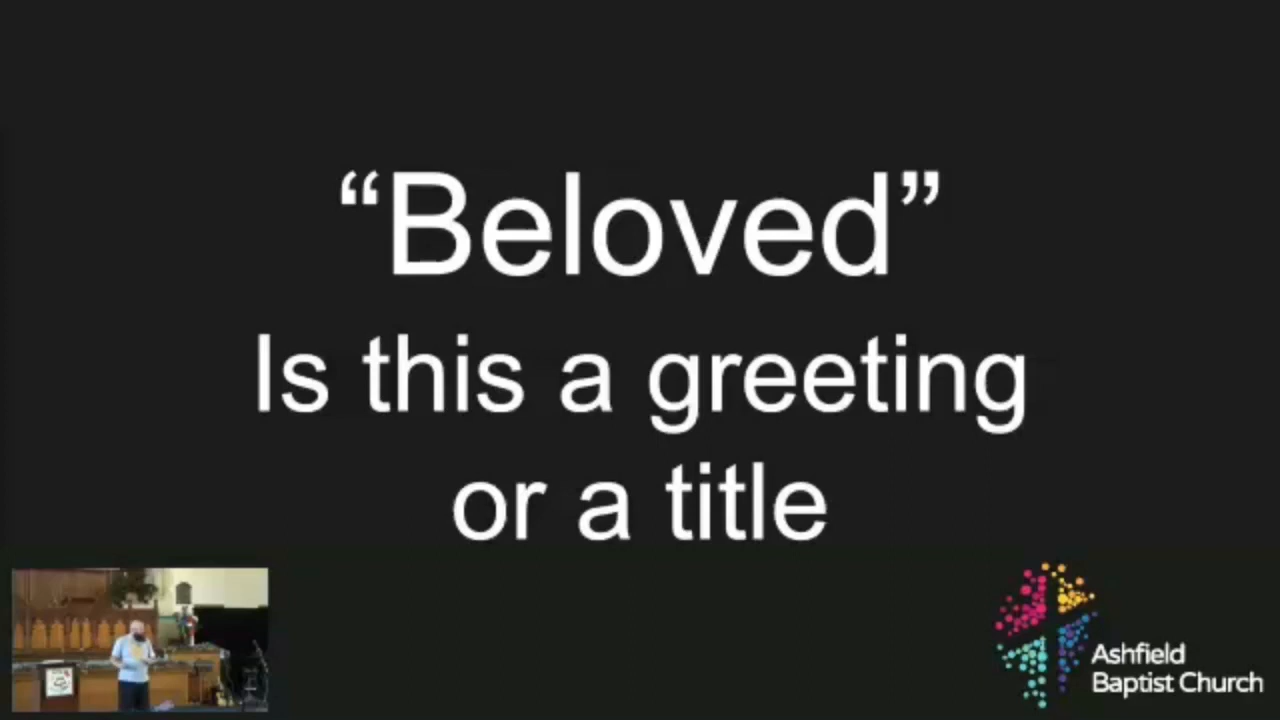 “Beloved”
Is this a greeting
or a title
Ashfield
Baptist Church